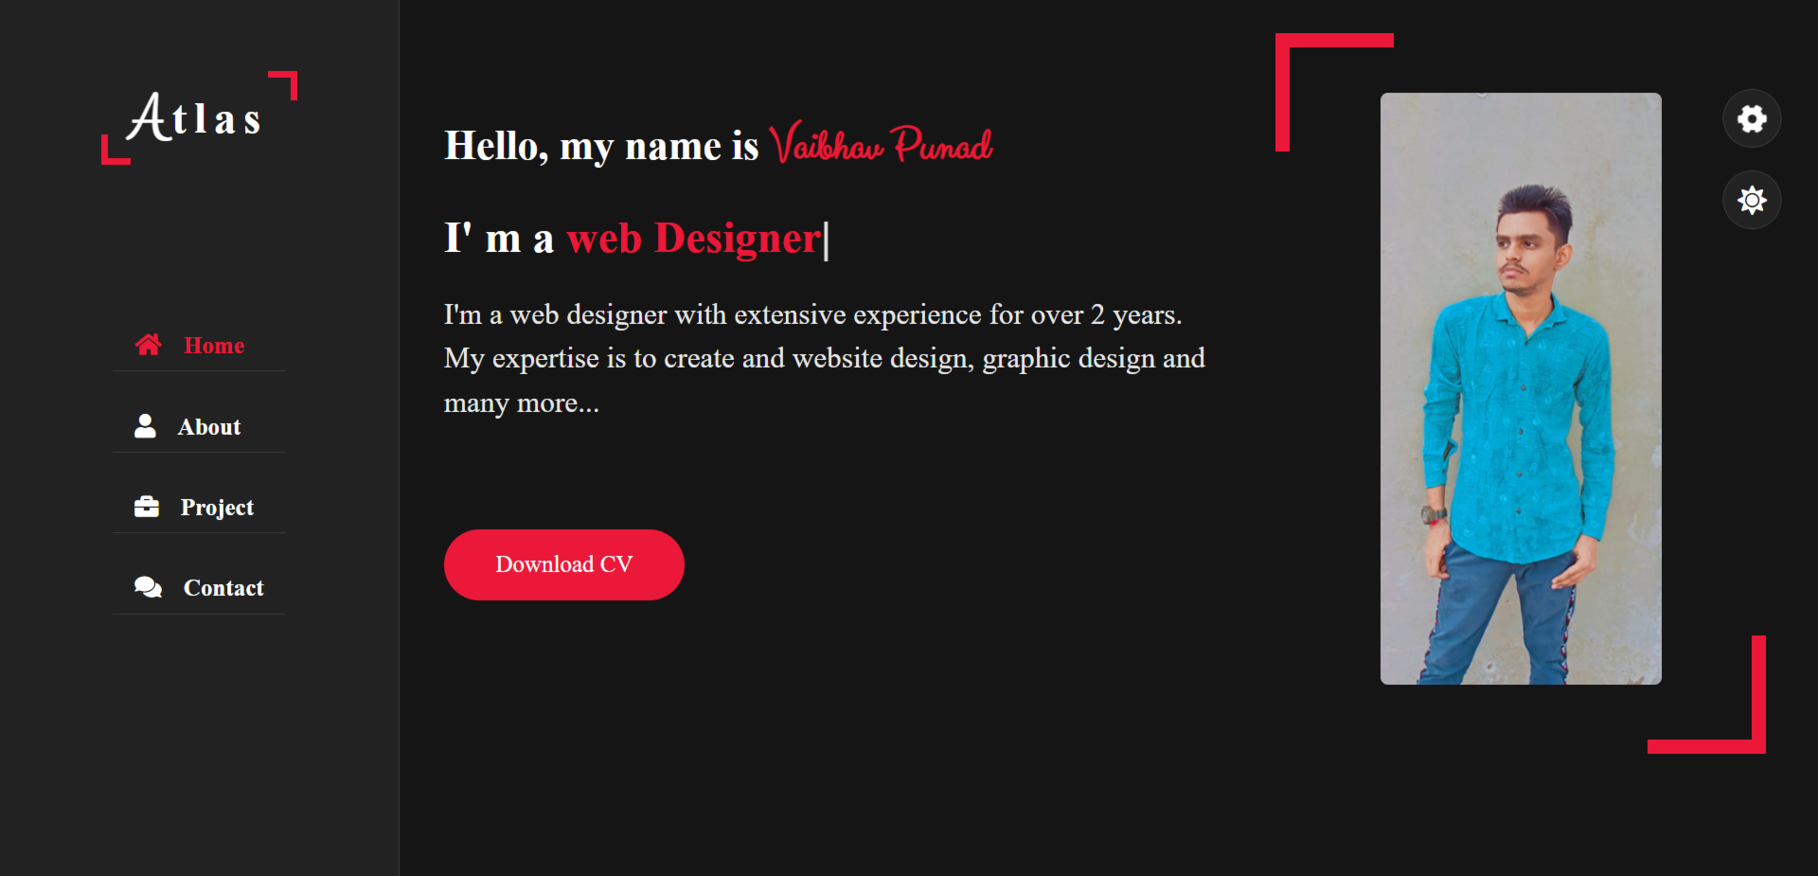 Atlas
Home
About
Project
Contact
Hello, my name is Vaibhav Punad
I' m a web Designer|
I'm a web designer with extensive experience for over 2 years.
My expertise is to create and website design, graphic design and
many more...
Download CV